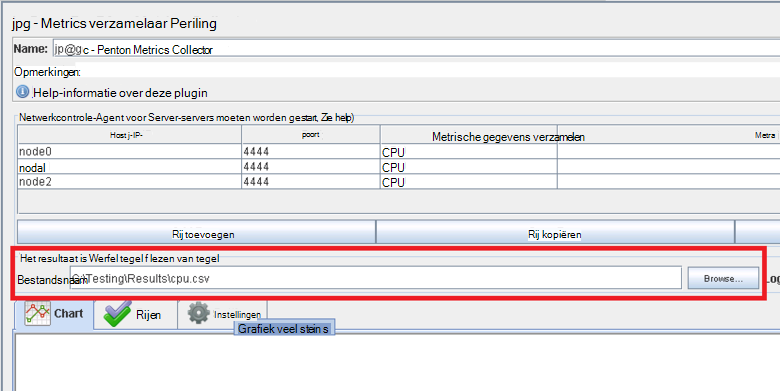 jpg - Metrics verzamelaar Periling
Name: jp@gc - Penton Metrics Collector
Opmerkingen:
Help-informatie over deze plugin
Netwerkcontrole-Agent voor Server-servers moeten worden gestart, Zie help)
Host j-IP- poort Metrische gegevens verzamelen Metra
node0 4444 CPU
nodal 4444 CPU
node2 4444 CPU
Rij toevoegen Rij kopiëren
Het resultaat is Werfel tegel f lezen van tegel
Bestandsnaam C:\Testing\Results\cpu.csv Browse... Log
Chart Rijen Instellingen
Grafiek veel stein s